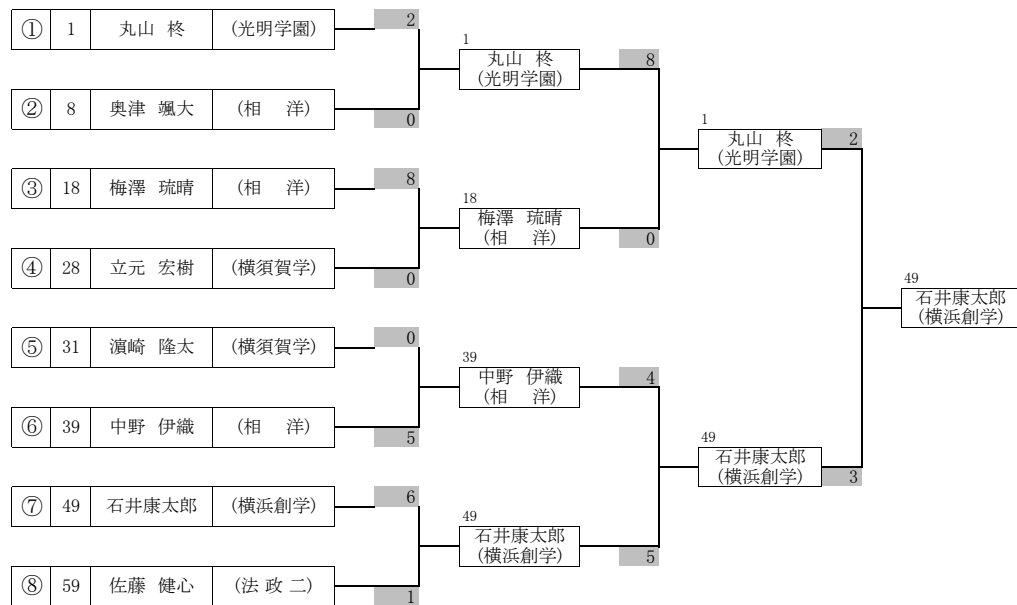 ① 1 丸山 柊 (光明学園) 2
1
丸山 柊 8
(光明学園)
② 8 奥津 颯大 (相 洋) 0
1
丸山 柊 2
(光明学園)
③ 18 梅澤 琉晴 (相 洋) 8
18
梅澤 琉晴
(相 洋) 0
④ 28 立元 宏樹 (横須賀学) 0
49
石井康太郎
(横浜創学)
⑤ 31 濵崎 隆太 (横須賀学) 0
39
中野 伊織 4
(相 洋)
⑥ 39 中野 伊織 (相 洋) 5
49
石井康太郎
(横浜創学) 3
⑦ 49 石井康太郎 (横浜創学) 6
49
石井康太郎
(横浜創学) 5
⑧ 59 佐藤 健心 (法 政 二) 1